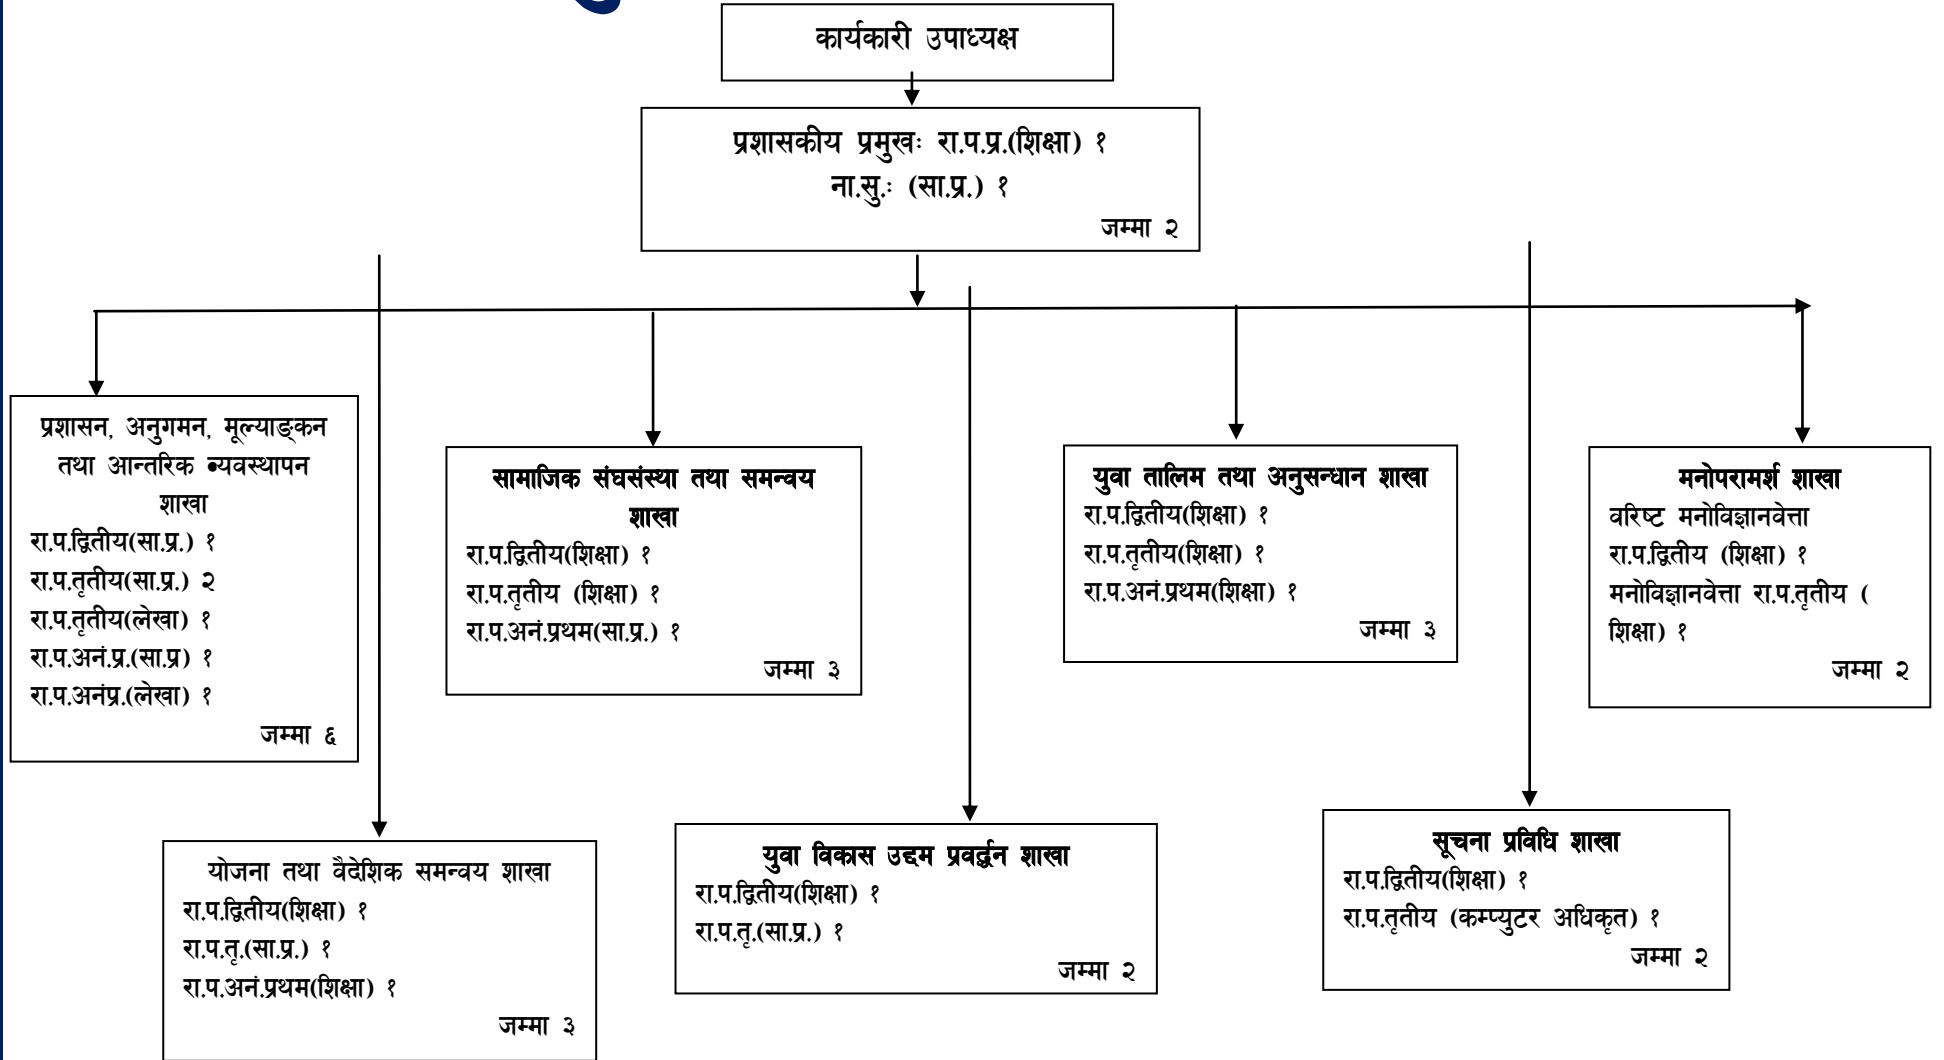 कार्यकारी उपाध्यक्ष
प्रशासकीय प्रमुखः रा.प.प्र.(शिक्षा) १
ना.सु.ः (सा.प्र.) १
जम्मा २
प्रशासन, अनुगमन, मूल्याङ्कन
तथा आन्तरिक व्यवस्थापन
शाखा
रा.प.द्वितीय(सा.प्र.) १
रा.प.तृतीय(सा.प्र.) २
रा.प.तृतीय(लेखा) १
रा.प.अनं.प्र.(सा.प्र) १
रा.प.अनंप्र.(लेखा) १
जम्मा ६
सामाजिक संघसंस्था तथा समन्वय
शाखा
रा.प.द्वितीय(शिक्षा) १
रा.प.तृतीय (शिक्षा) १
रा.प.अनं.प्रथम(सा.प्र.) १
जम्मा ३
युवा तालिम तथा अनुसन्धान शाखा
रा.प.द्वितीय(शिक्षा) १
रा.प.तृतीय(शिक्षा) १
रा.प.अनं.प्रथम(शिक्षा) १
जम्मा ३
मनोपरामर्श शाखा
वरिष्ट मनोविज्ञानवेत्ता
रा.प.द्वितीय (शिक्षा) १
मनोविज्ञानवेत्ता रा.प.तृतीय (
शिक्षा) १
जम्मा २
योजना तथा वैदेशिक समन्वय शाखा
रा.प.द्वितीय(शिक्षा) १
रा.प.तृ.(सा.प्र.) १
रा.प.अनं.प्रथम(शिक्षा) १
जम्मा ३
युवा विकास उद्दम प्रवर्द्धन शाखा
रा.प.द्वितीय(शिक्षा) १
रा.प.तृ.(सा.प्र.) १
जम्मा २
सूचना प्रविधि शाखा
रा.प.द्वितीय(शिक्षा) १
रा.प.तृतीय (कम्प्युटर अधिकृत) १
जम्मा २